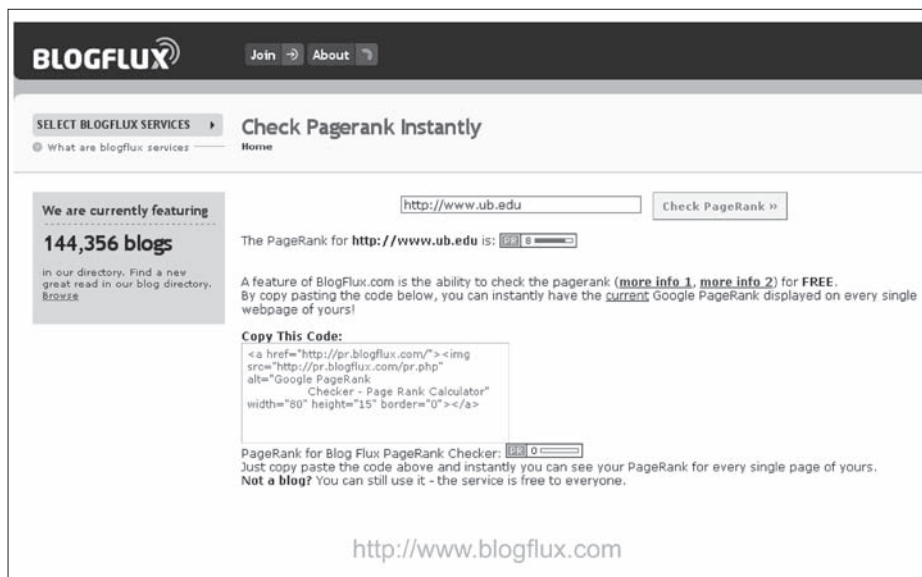 BLOGFLUX
Join About
SELECT BLOGFLUX SERVICES
What are blogflux services
Check Pagerank Instantly
Home
We are currently featuring
144,356 blogs
in our directory. Find a new
great read in our blog directory.
Browse
http://www.ub.edu Check PageRank »
The PageRank for http://www.ub.edu is: PR 8
A feature of BlogFlux.com is the ability to check the pagerank (more info 1, more info 2) for FREE.
By copy pasting the code below, you can instantly have the current Google PageRank displayed on every single
webpage of yours!
Copy This Code:
<a href="http://pr.blogflux.com/"><img
src="http://pr.blogflux.com/pr.php"
alt="Google PageRank
Checker - Page Rank Calculator"
width="80" height="15" border="0"></a>
PageRank for Blog Flux PageRank Checker: PR 0
Just copy paste the code above and instantly you can see your PageRank for every single page of yours.
Not a blog? You can still use it - the service is free to everyone.
http://www.blogflux.com